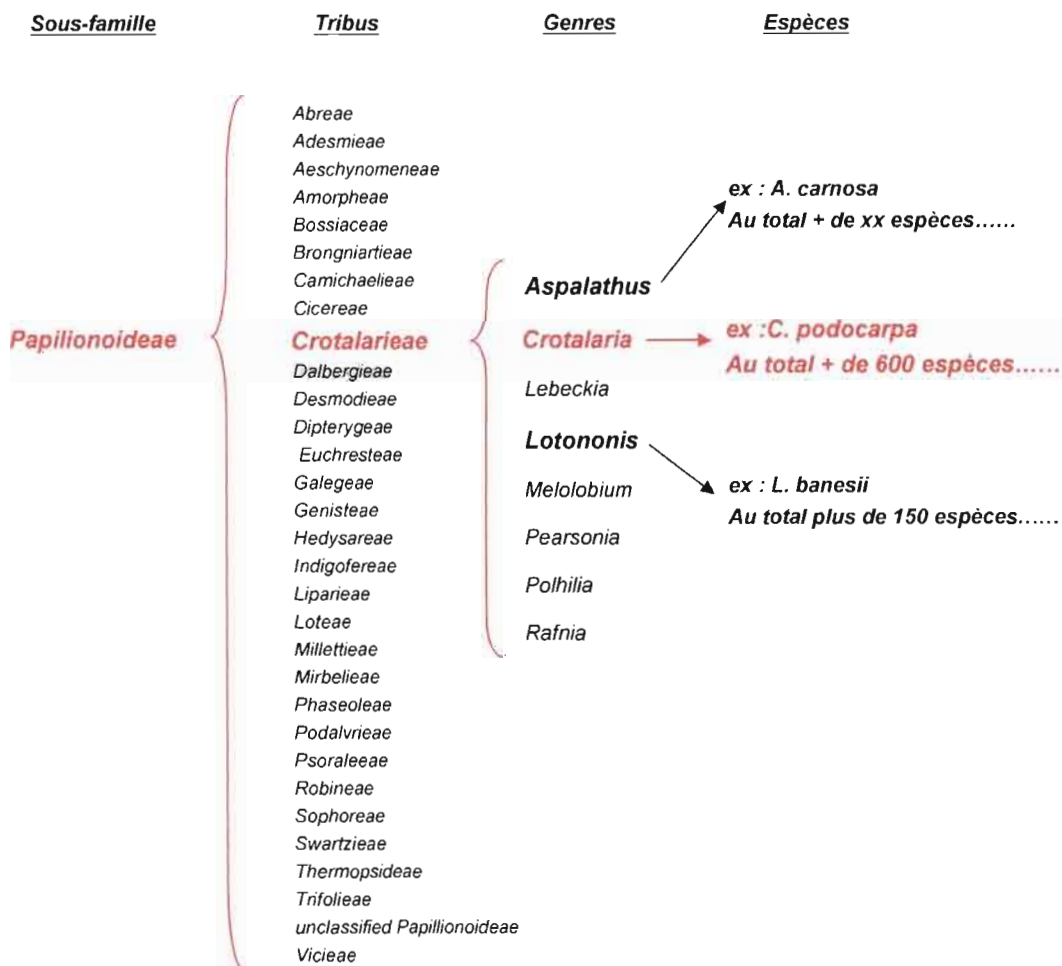 Sous-famille Tribus Genres Espèces
Abreae
Adesmieae
Aeschynomeneae
Amorpheae
Bossiaceae
Brongniartieae
Camichaelieae
Cicereae
Papilionoideae
Crotalarieae
Dalbergieae
Desmodieae
Dipterygeae
Euchresteae
Galegeae
Genisteae
Hedysareae
Indigofereae
Liparieae
Loteae
Millettieae
Mirbelieae
Phaseoleae
Podalvrieae
Psoraleeae
Robineae
Sophoreae
Swartzieae
Thermopsideae
Trifolieae
unclassified Papillionoideae
Vicieae
Aspalathus
Crotalaria
Lebeckia
Lotononis
Melolobium
Pearsonia
Polhilia
Rafnia
ex : A. carnosa
Au total + de xx espèces......
ex :C. podocarpa
Au total + de 600 espèces......
ex : L. banesii
Au total plus de 150 espèces......